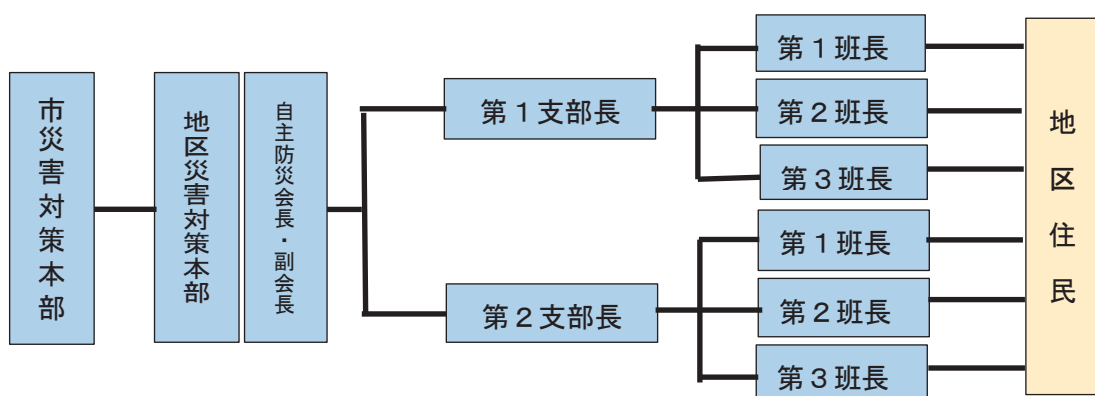 市災害対策本部
地区災害対策本部
自主防災会長・副会長
第1支部長
第1班長
第2班長
第3班長
第2支部長
第1班長
第2班長
第3班長
地区住民